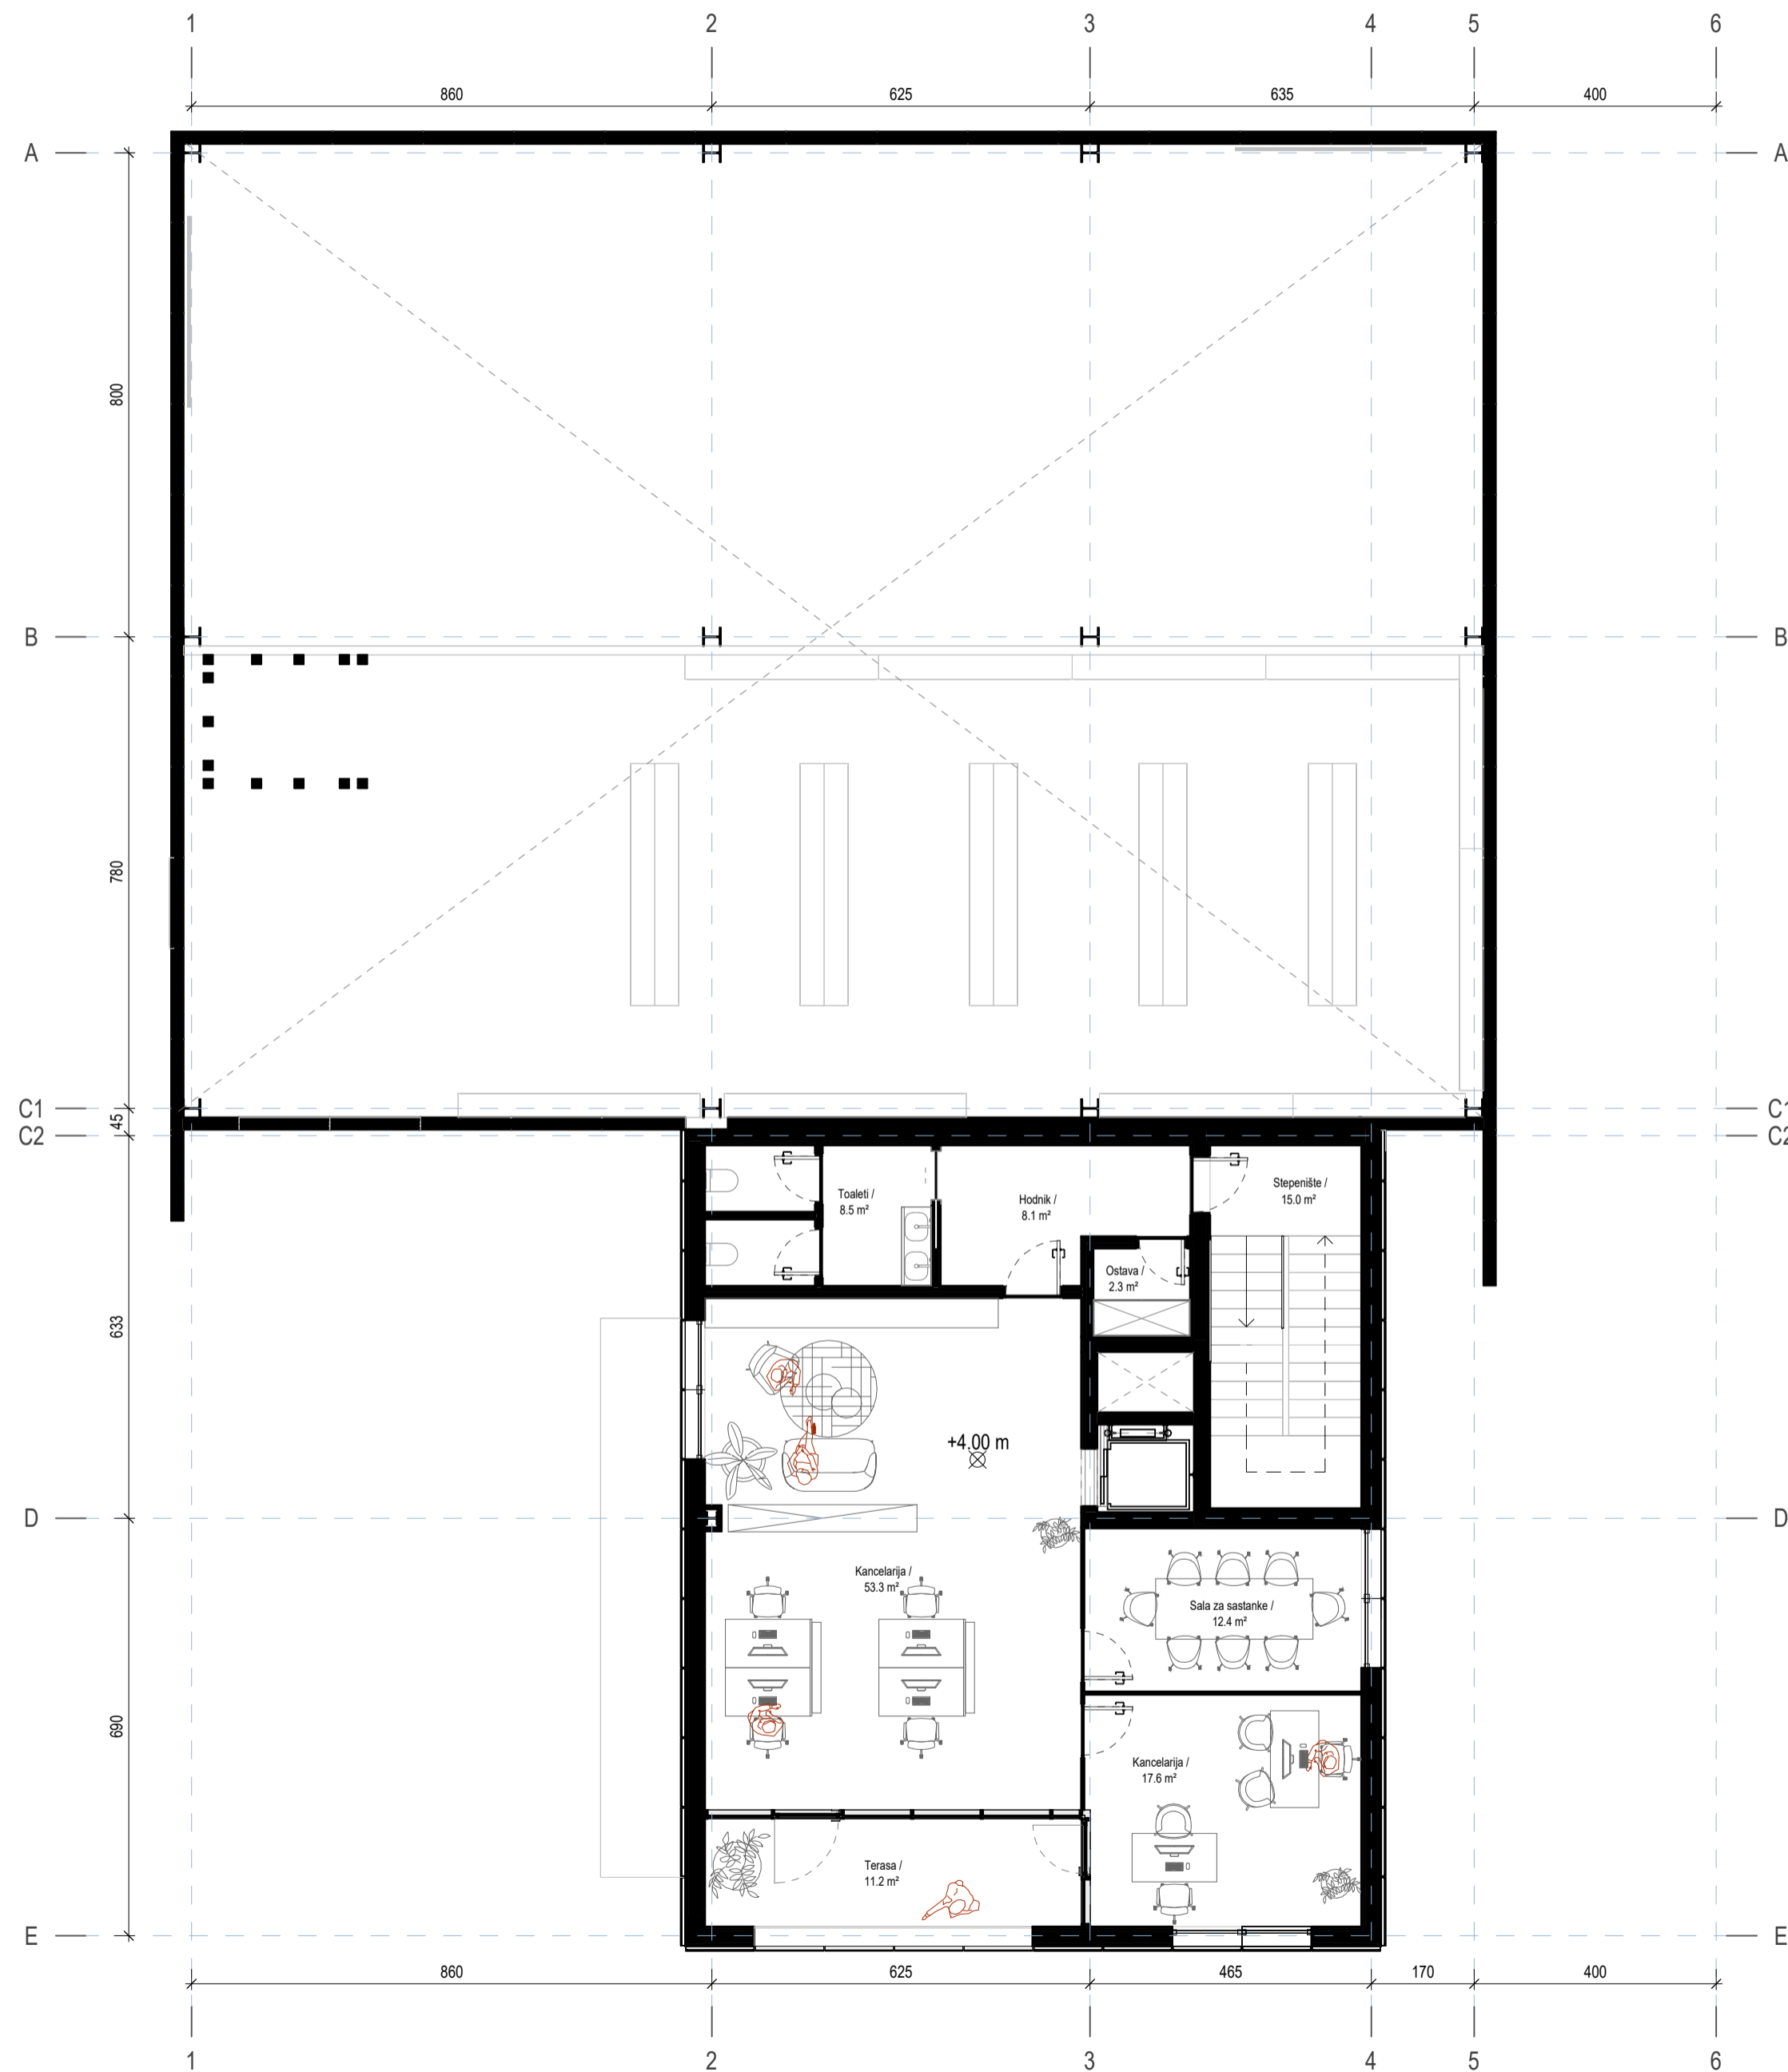 1 2 3 4 5 6
860 625 635 400
A A
800
B B
780
C1
45
C2
Toaleti /
8.5 m²
Hodnik /
8.1 m²
Stepenište /
15.0 m²
Ostava /
2.3 m²
633
+4.00 m
D D
Kancelarija /
53.3 m²
Sala za sastanke /
12.4 m²
690
Kancelarija /
17.6 m²
Terasa /
11.2 m²
E E
860 625 465 170 400
1 2 3 4 5 6